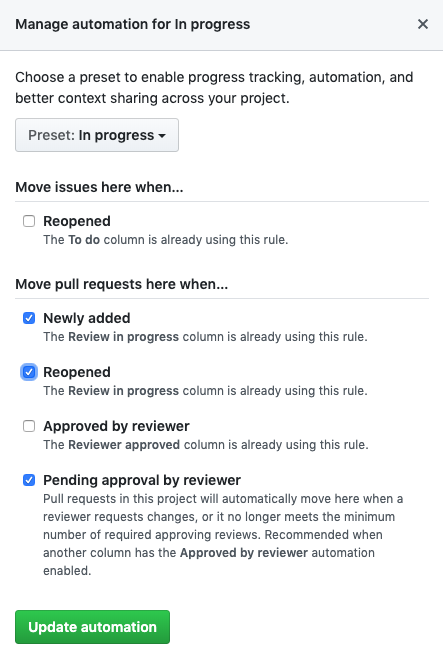 Manage automation for In progress
Choose a preset to enable progress tracking, automation, and
better context sharing across your project.
Preset: In progress
Move issues here when...
Reopened
The To do column is already using this rule.
Move pull requests here when...
Newly added
The Review in progress column is already using this rule.
Reopened
The Review in progress column is already using this rule.
Approved by reviewer
The Reviewer approved column is already using this rule.
Pending approval by reviewer
Pull requests in this project will automatically move here when a
reviewer requests changes, or it no longer meets the minimum
number of required approving reviews. Recommended when
another column has the Approved by reviewer automation
enabled.
Update automation